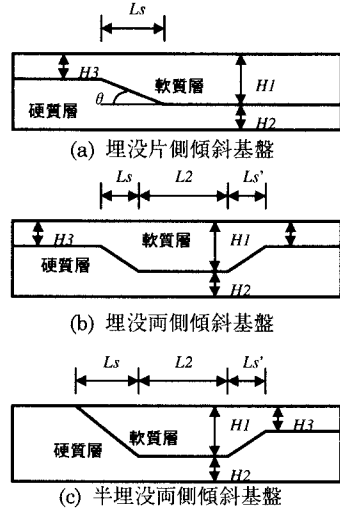 Ls
H3
軟質層
H1
硬質層
θ
H2
(a) 埋没片側傾斜基盤
Ls
L2
Ls'
H3
軟質層
H1
硬質層
H2
(b) 埋没両側傾斜基盤
Ls
L2
Ls'
硬質層
軟質層
H1
H3
H2
(c) 半埋没両側傾斜基盤